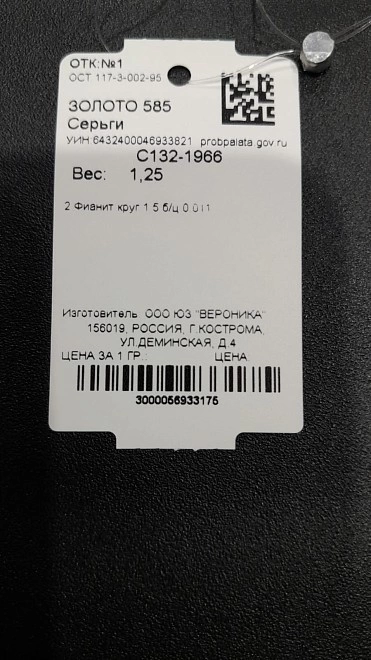 ОТК:№1
ОСТ 117-3-002-95
ЗОЛОТО 585
Серьги
УИН 6432400046933821 probpalata.gov.ru
С132-1966
Вес: 1,25
2 Фианит круг 1 5 б/ц 0 011
Изготовитель ООО ЮЗ "ВЕРОНИКА"
156019, РОССИЯ, Г.КОСТРОМА,
УЛ.ДЕМИНСКАЯ, Д.4
ЦЕНА ЗА 1 ГР.: ЦЕНА:
3000056933175